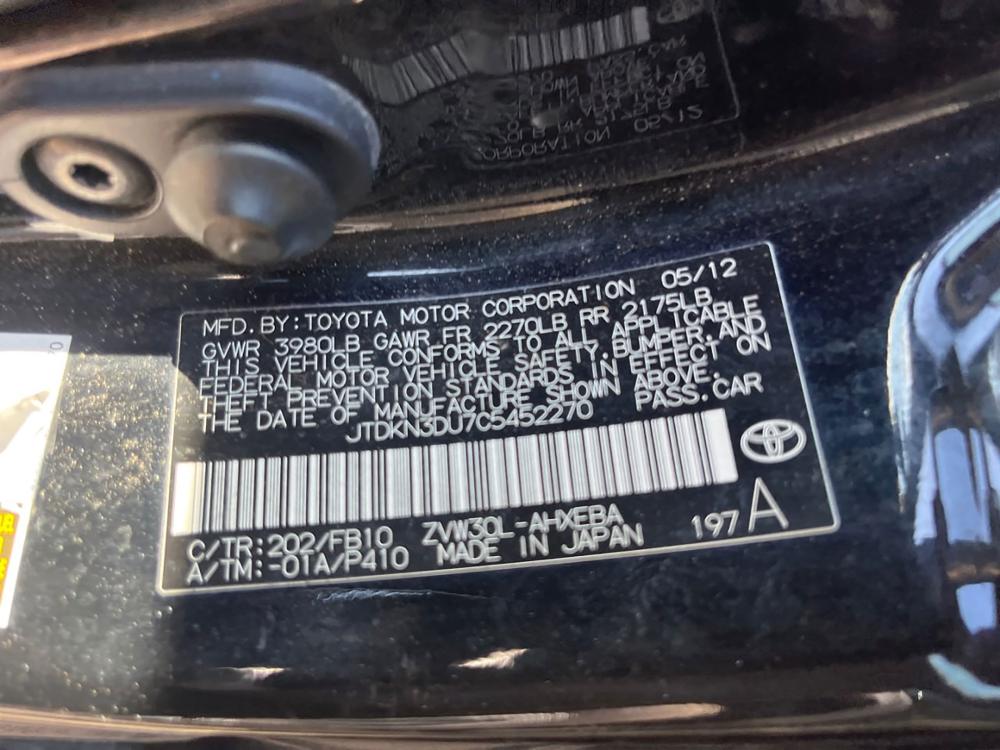 MFD. BY: TOYOTA MOTOR CORPORATION 05/12
GVWR 3980LB GAWR FR 2270LB RR 2175LB
THIS VEHICLE CONFORMS TO ALL APPLICABLE
FEDERAL MOTOR VEHICLE SAFETY, BUMPER, AND
THEFT PREVENTION STANDARDS IN EFFECT ON
THE DATE OF MANUFACTURE SHOWN ABOVE.
JTDKN3DU7C5452270 PASS. CAR
C/TR: 202/FB10 ZVW30L-AHXEBA 197 A
A/TM: -01A/P410 MADE IN JAPAN